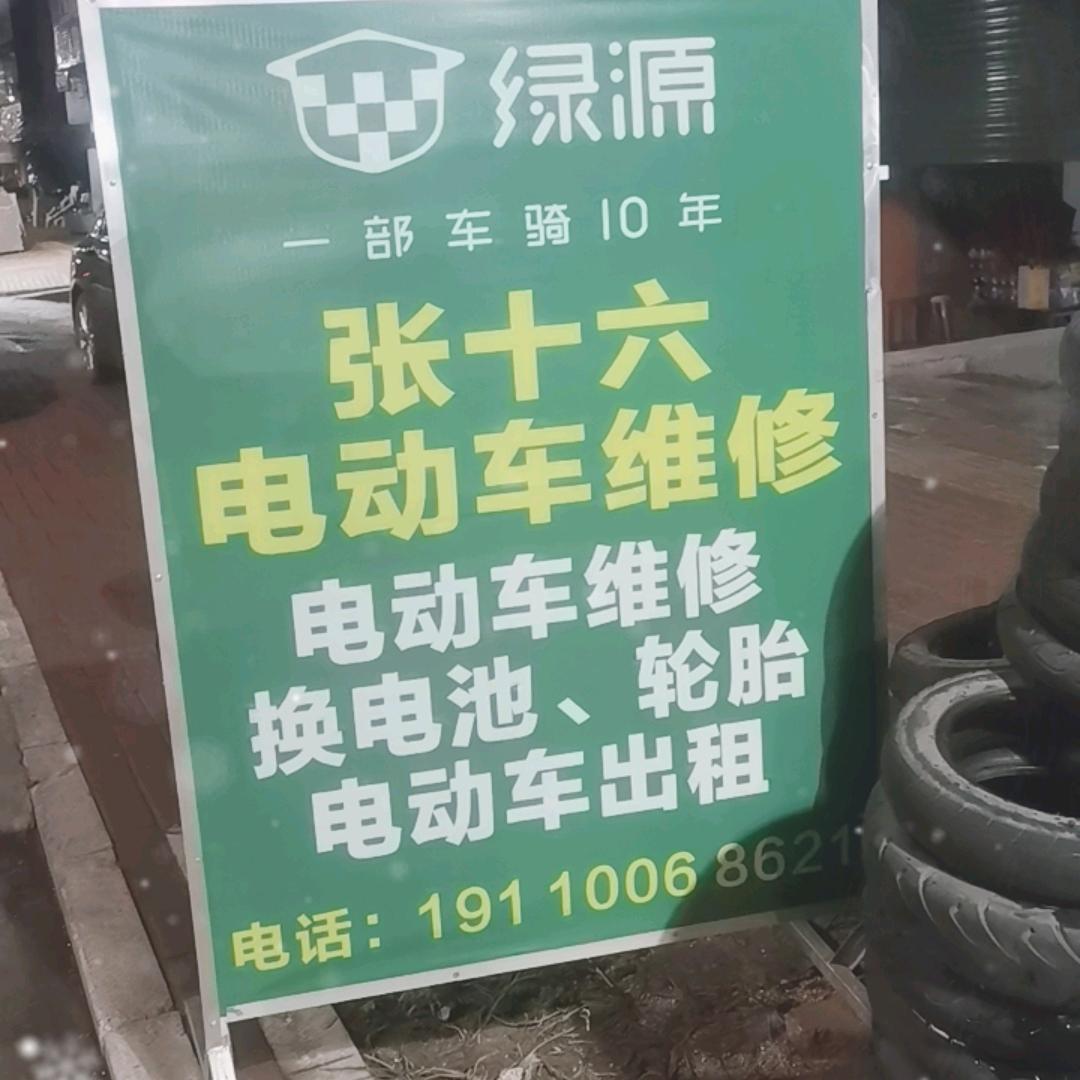 绿源
一部车骑10年
张十六
电动车维修
电动车维修
换电池、轮胎
电动车出租
电话：191 1006 8621